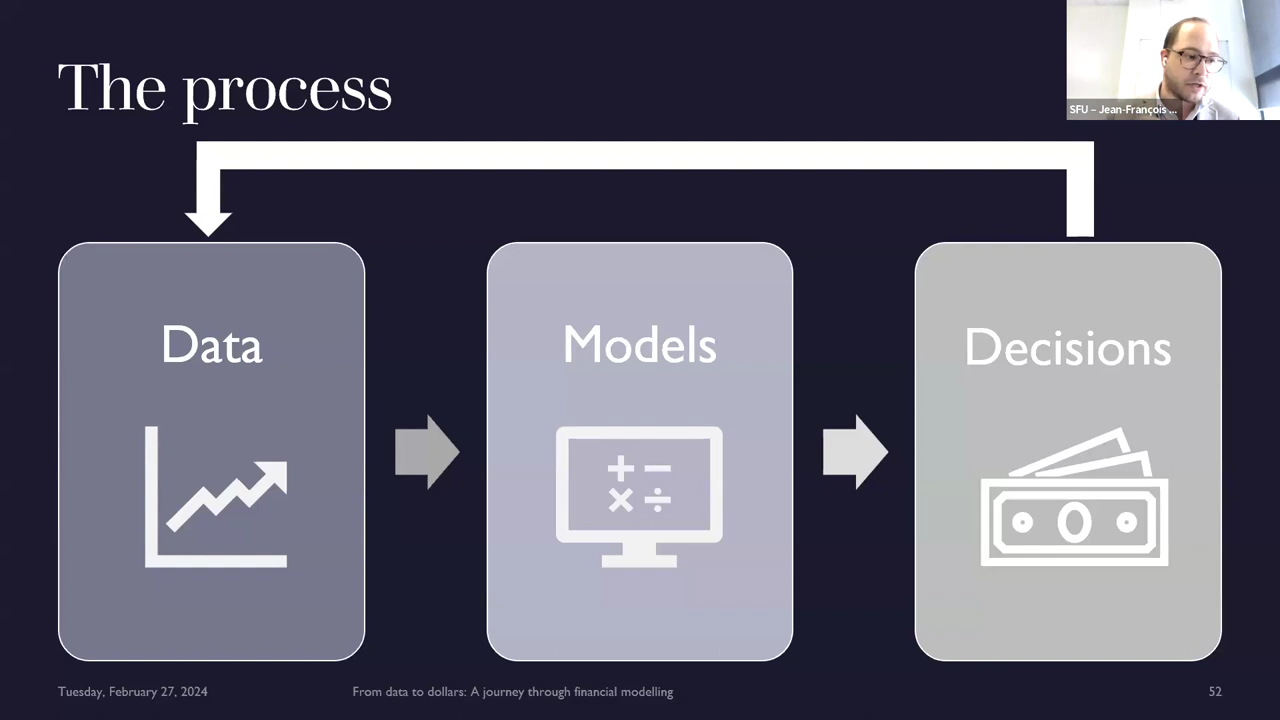 The process
SFU – Jean-François ...
Data
Models
Decisions
Tuesday, February 27, 2024
From data to dollars: A journey through financial modelling
52